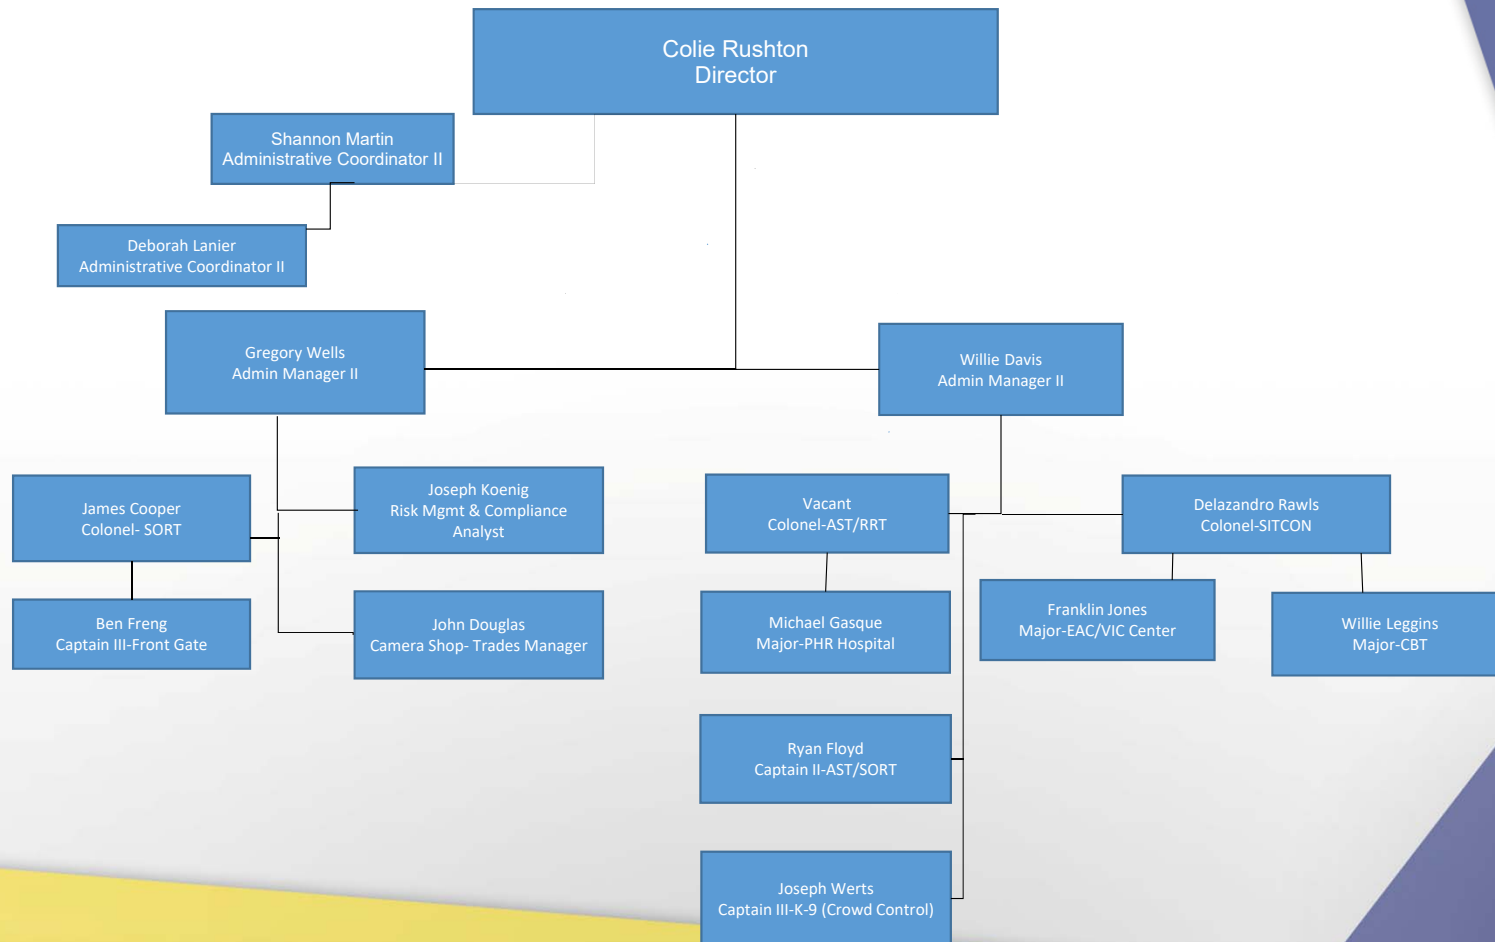 Colie Rushton
Director
Shannon Martin
Administrative Coordinator II
Deborah Lanier
Administrative Coordinator II
Gregory Wells
Admin Manager II
Willie Davis
Admin Manager II
James Cooper
Colonel- SORT
Joseph Koenig
Risk Mgmt & Compliance
Analyst
Vacant
Colonel-AST/RRT
Delazandro Rawls
Colonel-SITCON
Ben Freng
Captain III-Front Gate
John Douglas
Camera Shop- Trades Manager
Michael Gasque
Major-PHR Hospital
Franklin Jones
Major-EAC/VIC Center
Willie Leggins
Major-CBT
Ryan Floyd
Captain II-AST/SORT
Joseph Werts
Captain III-K-9 (Crowd Control)